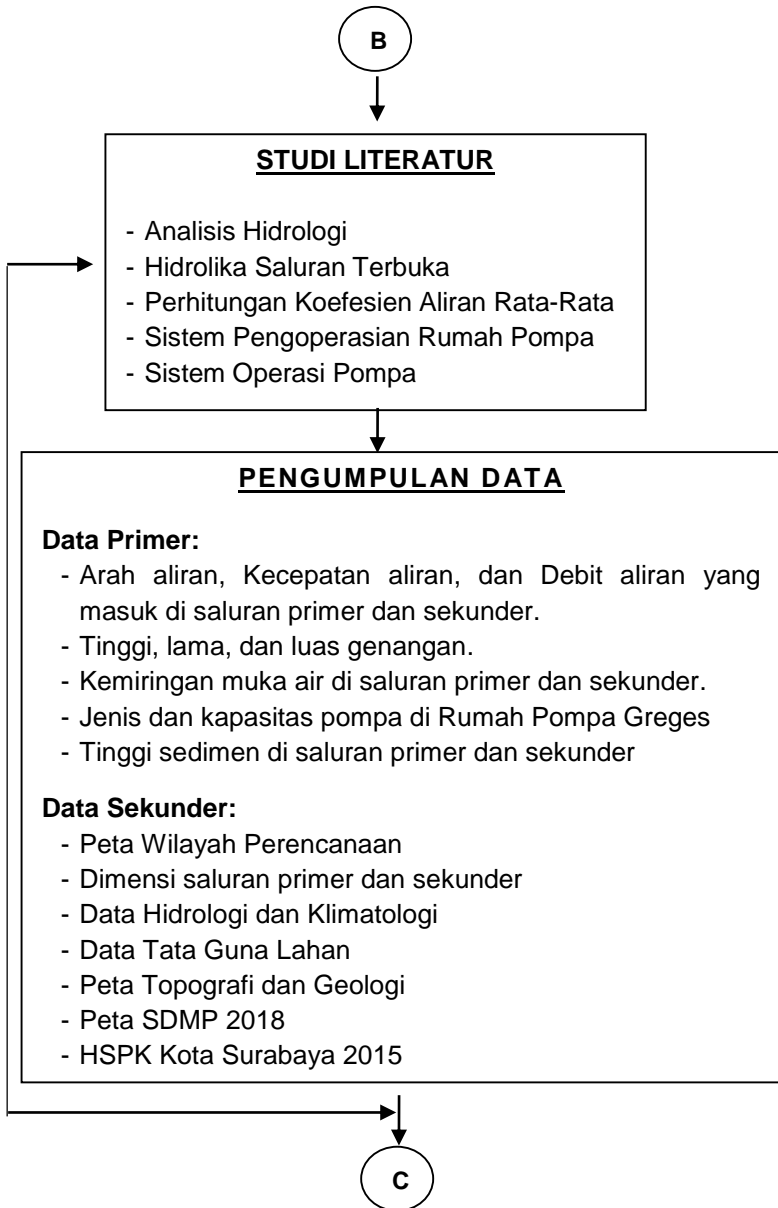 B
STUDI LITERATUR
- Analisis Hidrologi
- Hidrolika Saluran Terbuka
- Perhitungan Koefesien Aliran Rata-Rata
- Sistem Pengoperasian Rumah Pompa
- Sistem Operasi Pompa
PENGUMPULAN DATA
Data Primer:
- Arah aliran, Kecepatan aliran, dan Debit aliran yang
masuk di saluran primer dan sekunder.
- Tinggi, lama, dan luas genangan.
- Kemiringan muka air di saluran primer dan sekunder.
- Jenis dan kapasitas pompa di Rumah Pompa Greges
- Tinggi sedimen di saluran primer dan sekunder
Data Sekunder:
- Peta Wilayah Perencanaan
- Dimensi saluran primer dan sekunder
- Data Hidrologi dan Klimatologi
- Data Tata Guna Lahan
- Peta Topografi dan Geologi
- Peta SDMP 2018
- HSPK Kota Surabaya 2015
C